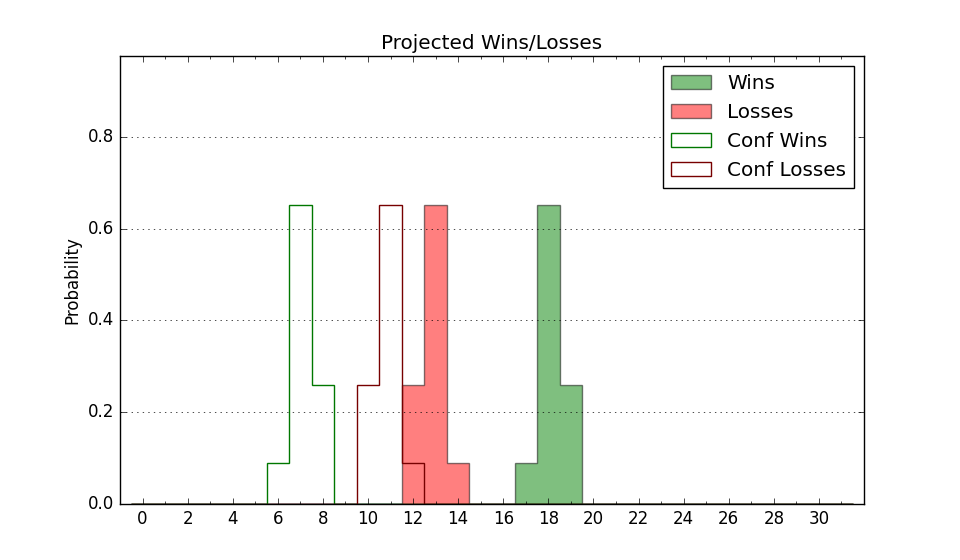 Projected Wins/Losses
Wins
Losses
Conf Wins
Conf Losses
Probability
0.8
0.6
0.4
0.2
0.0
0 2 4 6 8 10 12 14 16 18 20 22 24 26 28 30